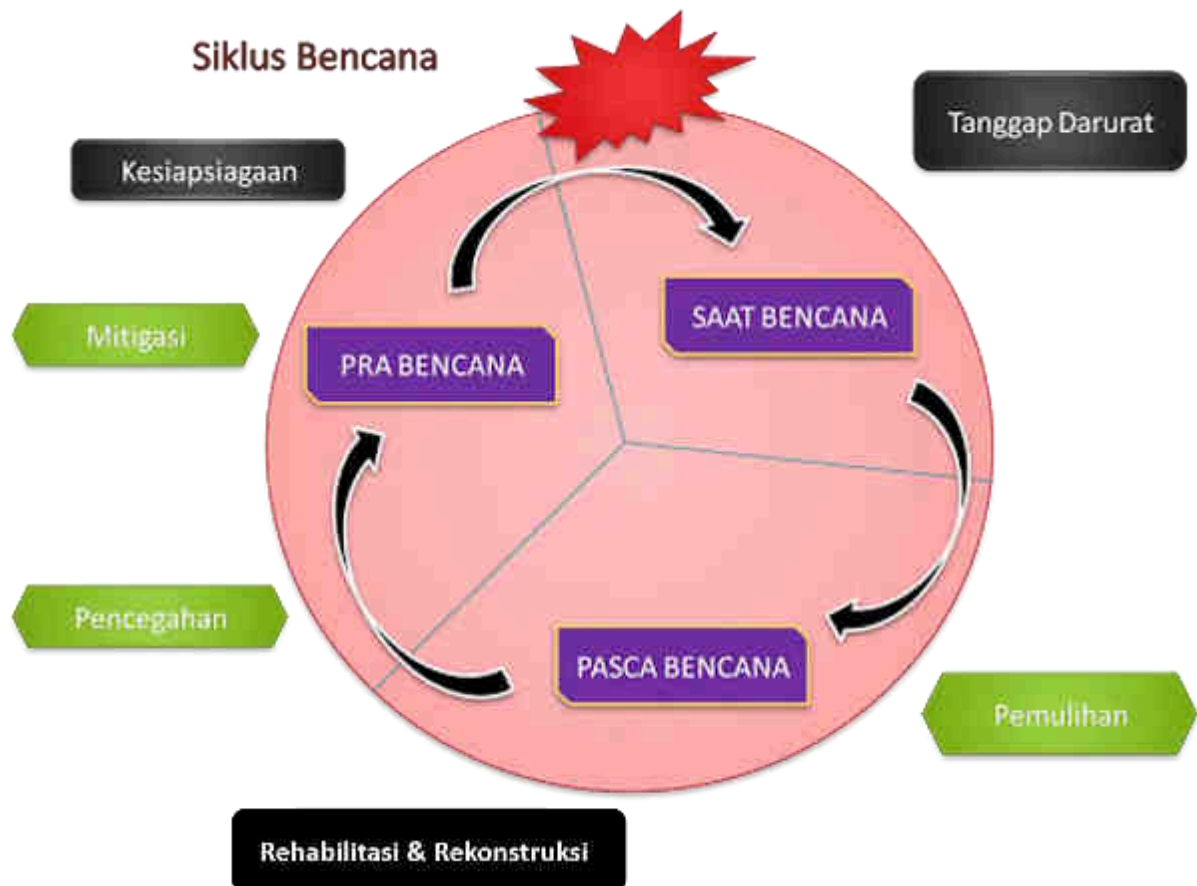 Siklus Bencana
Tanggap Darurat
Kesiapsiagaan
SAAT BENCANA
Mitigasi
PRA BENCANA
Pencegahan
PASCA BENCANA
Pemulihan
Rehabilitasi & Rekonstruksi